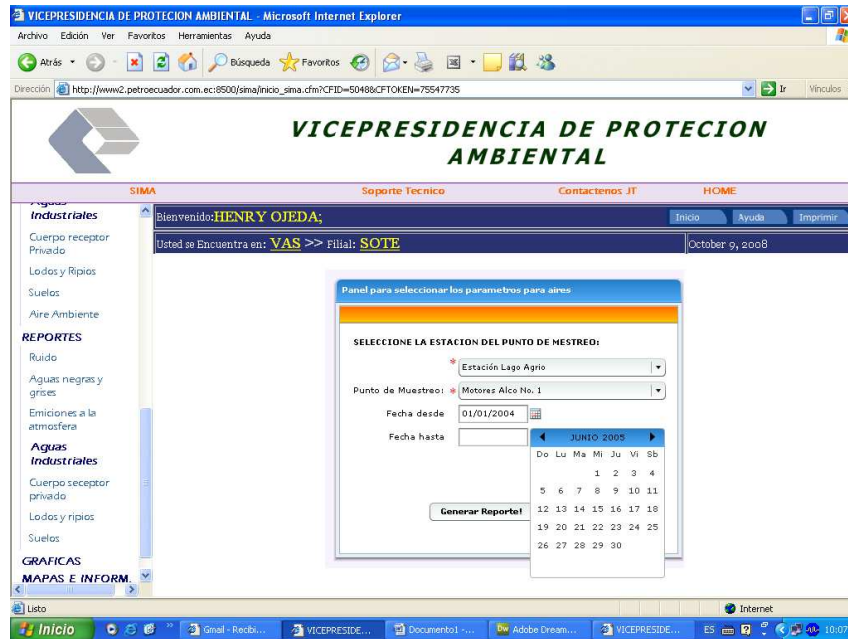 VICEPRESIDENCIA DE PROTECION AMBIENTAL - Microsoft Internet Explorer
Archivo Edición Ver Favoritos Herramientas Ayuda
Atrás Búsqueda Favoritos
Dirección http://www2.petroecuador.com.ec:8500/sima/inicio_sima.cfm?CFID=5048&CFTOKEN=75547735 Ir Vínculos
VICEPRESIDENCIA DE PROTECION
AMBIENTAL
SIMA Soporte Tecnico Contactenos JT HOME
Aguas
Industriales
Cuerpo receptor
Privado
Lodos y Ripios
Suelos
Aire Ambiente
REPORTES
Ruido
Aguas negras y
grises
Emiciones a la
atmosfera
Aguas
Industriales
Cuerpo seceptor
privado
Lodos y ripios
Suelos
GRAFICAS
MAPAS E INFORM.
Bienvenido:HENRY OJEDA; Inicio Ayuda Imprimir
Usted se Encuentra en: VAS >> Filial: SOTE October 9, 2008
Panel para seleccionar los parametros para aires
SELECCIONE LA ESTACION DEL PUNTO DE MESTREO:
* Estación Lago Agrio
Punto de Muestreo: * Motores Alco No. 1
Fecha desde 01/01/2004
Fecha hasta
JUNIO 2005
Do Lu Ma Mi Ju Vi Sb
1 2 3 4
5 6 7 8 9 10 11
12 13 14 15 16 17 18
19 20 21 22 23 24 25
26 27 28 29 30
Generar Reporte!
Listo Internet
Inicio Gmail - Recibi... VICEPRESIDE... Documento1 -... Adobe Dream... VICEPRESIDE... ES 10:07